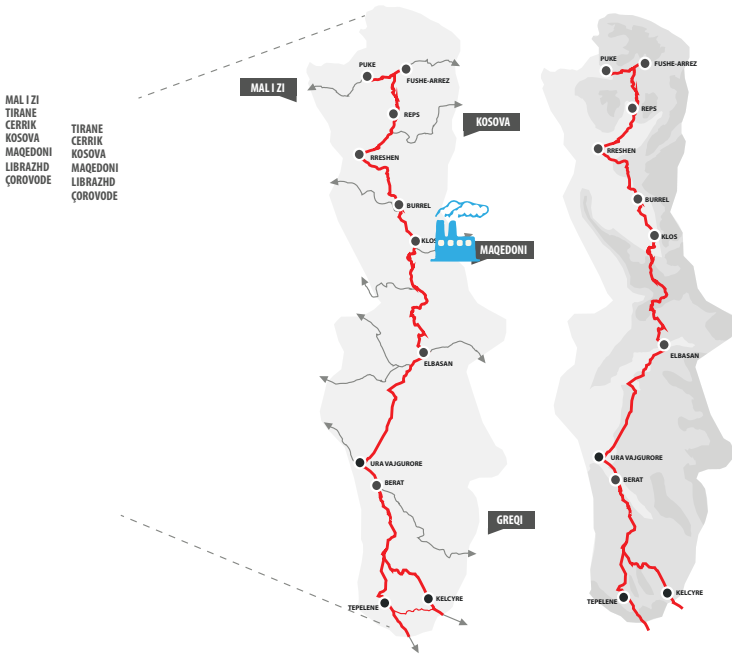 MAL I ZI
TIRANE
CERRIK
KOSOVA
MAQEDONI
LIBRAZHD
ÇOROVODE
TIRANE
CERRIK
KOSOVA
MAQEDONI
LIBRAZHD
ÇOROVODE
PUKE
FUSHE-ARREZ
MAL I ZI
REPS
KOSOVA
RRESHEN
BURREL
KLOS
MAQEDONI
ELBASAN
URA VAJGURORE
BERAT
GREQI
KELCYRE
TEPELENE
PUKE
FUSHE-ARREZ
REPS
RRESHEN
BURREL
KLOS
ELBASAN
URA VAJGURORE
BERAT
KELCYRE
TEPELENE